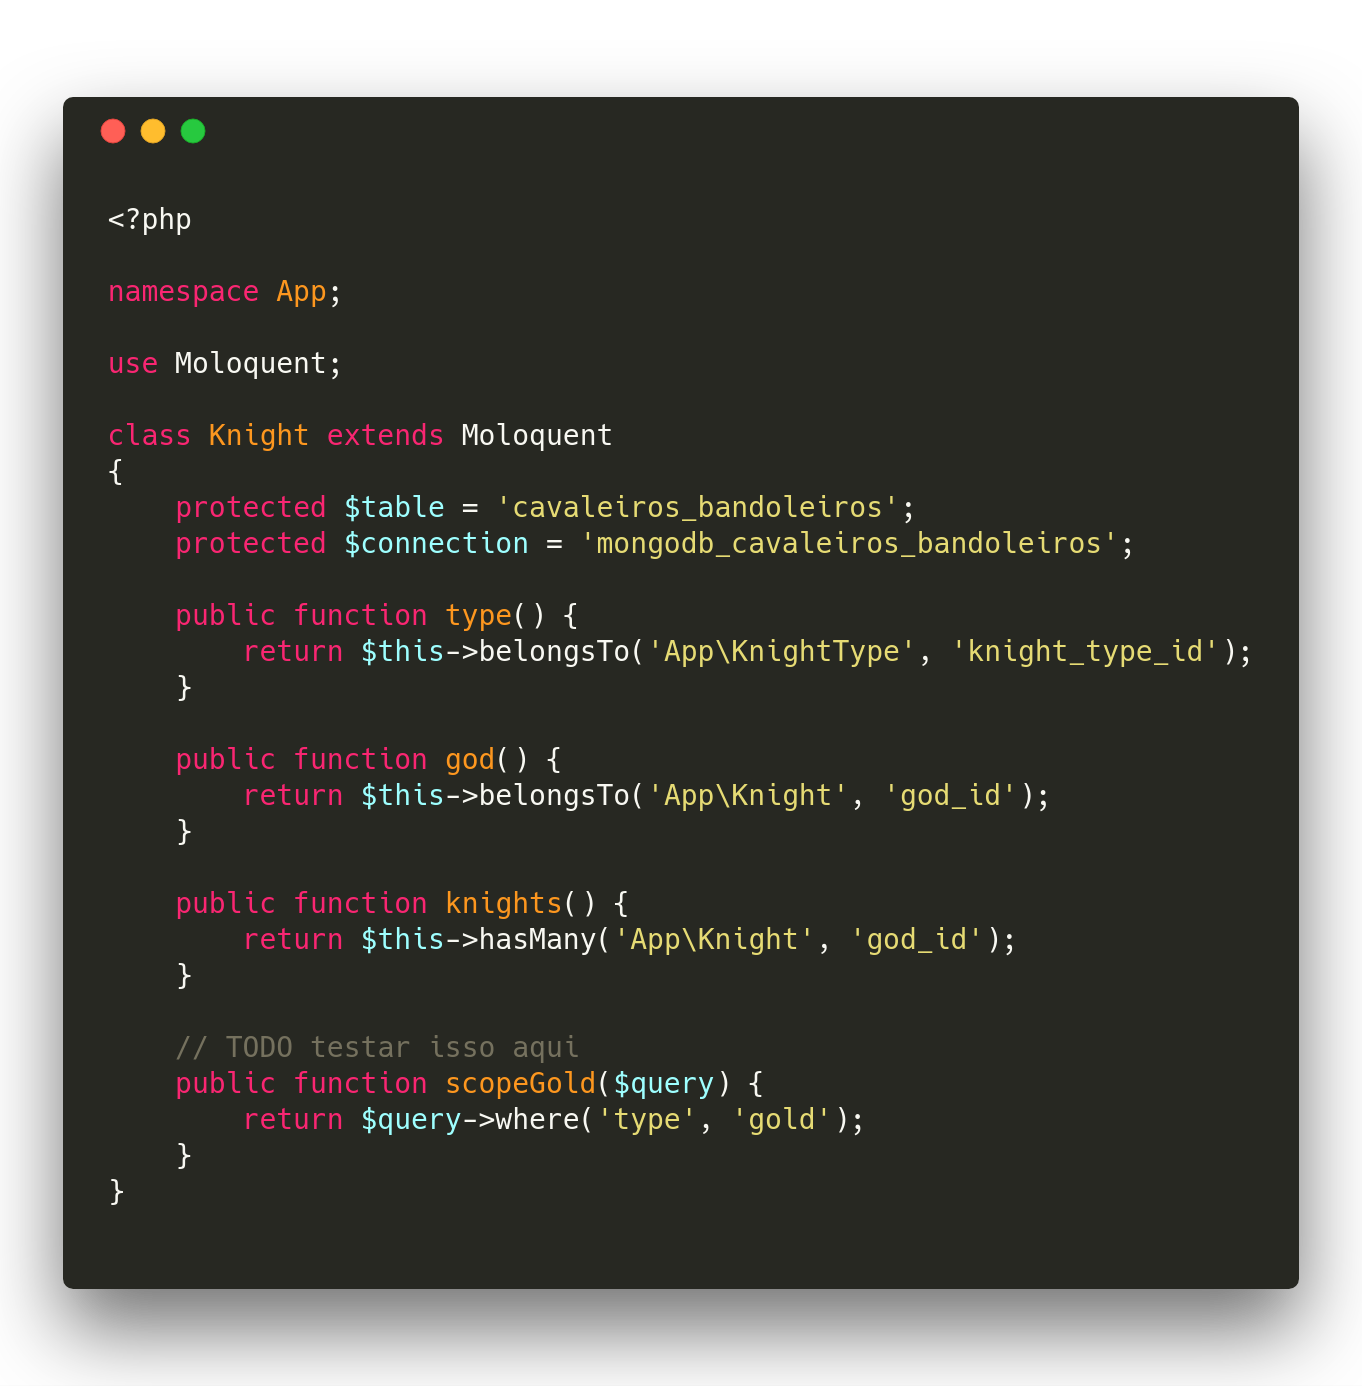 <?php
namespace App;
use Moloquent;
class Knight extends Moloquent
{
    protected $table = 'cavaleiros_bandoleiros';
    protected $connection = 'mongodb_cavaleiros_bandoleiros';
    public function type() {
        return $this->belongsTo('App\KnightType', 'knight_type_id');
    }
    public function god() {
        return $this->belongsTo('App\Knight', 'god_id');
    }
    public function knights() {
        return $this->hasMany('App\Knight', 'god_id');
    }
    // TODO testar isso aqui
    public function scopeGold($query) {
        return $query->where('type', 'gold');
    }
}